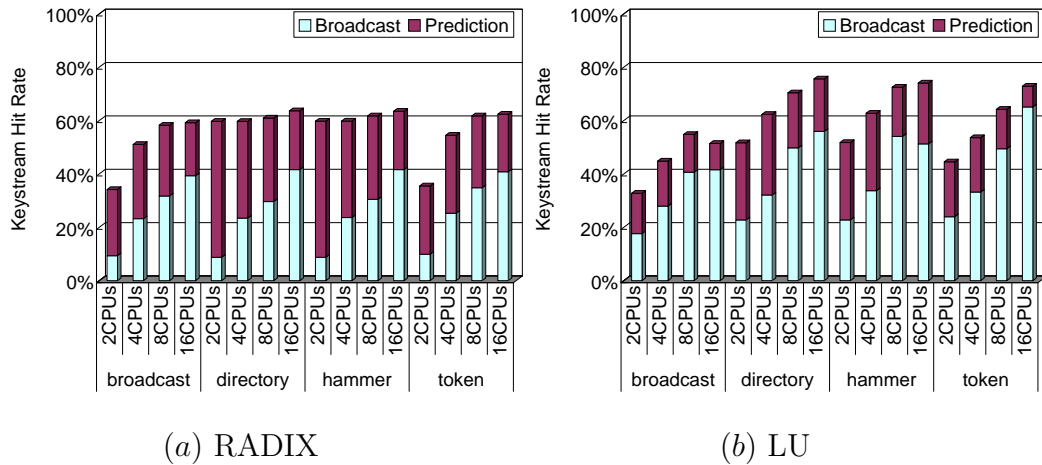 100%
80%
60%
40%
20%
0%
Keystream Hit Rate
Broadcast Prediction
2CPUs 4CPUs 8CPUs 16CPUs 2CPUs 4CPUs 8CPUs 16CPUs 2CPUs 4CPUs 8CPUs 16CPUs 2CPUs 4CPUs 8CPUs 16CPUs
broadcast directory hammer token
(a) RADIX
100%
80%
60%
40%
20%
0%
Keystream Hit Rate
Broadcast Prediction
2CPUs 4CPUs 8CPUs 16CPUs 2CPUs 4CPUs 8CPUs 16CPUs 2CPUs 4CPUs 8CPUs 16CPUs 2CPUs 4CPUs 8CPUs 16CPUs
broadcast directory hammer token
(b) LU